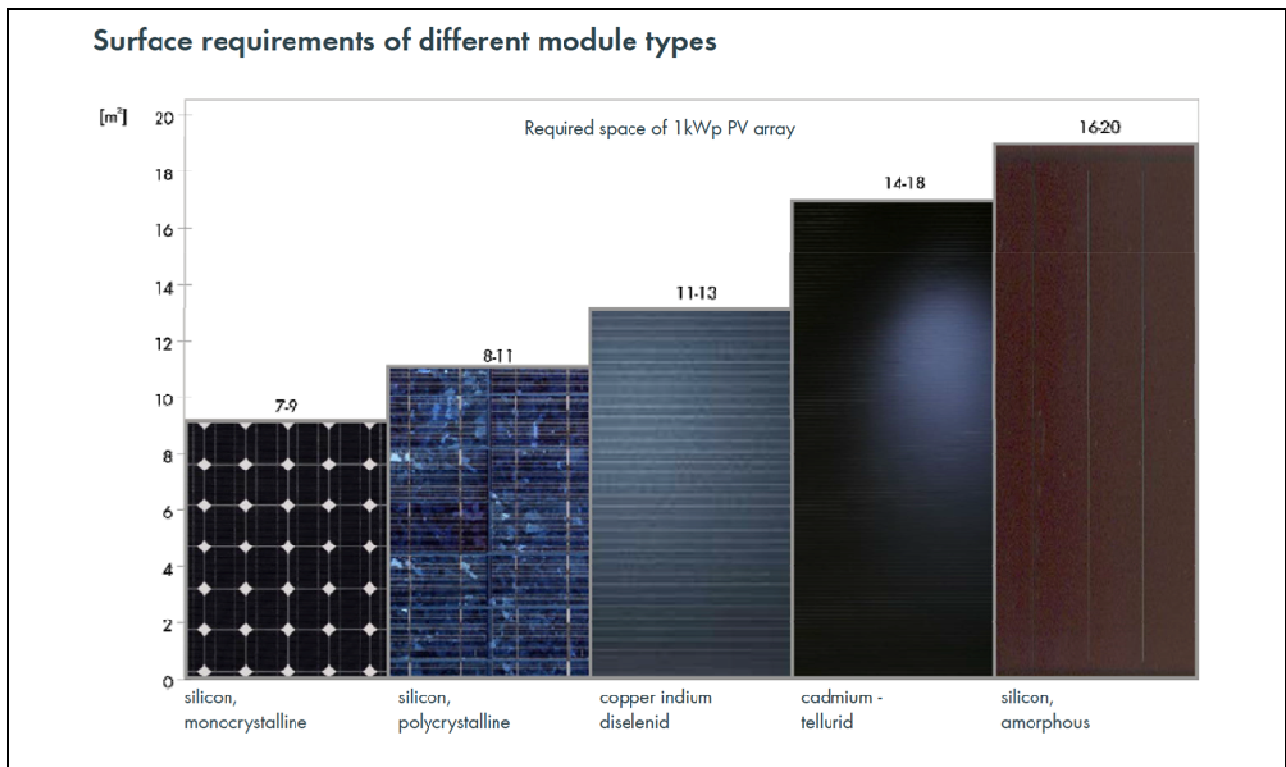 Surface requirements of different module types
[m²]
Required space of 1kWp PV array
20
18
16
14
12
10
8
6
4
2
0
7-9
8-11
11-13
14-18
16-20
silicon,
monocrystalline
silicon,
polycrystalline
copper indium
diselenid
cadmium -
tellurid
silicon,
amorphous